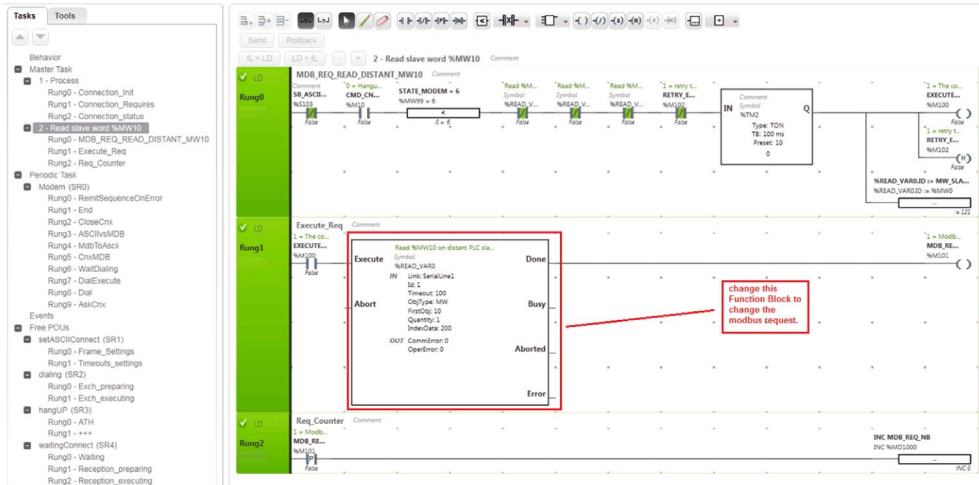 Tasks
Tools
Behavior
Master Task
1 - Process
Rung0 - Connection_Init
Rung1 - Connection_Requires
Rung2 - Connection_status
2 - Read slave word %MW10
Rung0 - MDB_REQ_READ_DISTANT_MW10
Rung1 - Execute_Req
Rung2 - Req_Counter
Periodic Task
Modem (SR0)
Rung0 - ReinitSequenceOnError
Rung1 - End
Rung2 - CloseCnx
Rung3 - ASCIIvsMDB
Rung4 - MdbToAscii
Rung5 - CnxMDB
Rung6 - WaitDialing
Rung7 - DialExecute
Rung8 - Dial
Rung9 - AskCnx
Events
Free POUs
setASCIIConnect (SR1)
Rung0 - Frame_Settings
Rung1 - Timeouts_settings
dialing (SR2)
Rung0 - Exch_preparing
Rung1 - Exch_executing
hangUP (SR3)
Rung0 - ATH
Rung1 - +++
waitingConnect (SR4)
Rung0 - Waiting
Rung1 - Reception_preparing
Rung2 - Reception_executing
Send
Rollback
IL > LD
LD > IL
-
+
2 - Read slave word %MW10
Comment
LD
Rung0
MDB_REQ_READ_DISTANT_MW10
Comment
Comment
SB_ASCII...
%S103
False
"0 = Hangu...
CMD_CN...
%M10
False
STATE_MODEM = 6
%MW99 = 6
<
0 = 6
"Read %M...
Symbol
%READ_V...
False
"Read %M...
Symbol
%READ_V...
False
"Read %M...
Symbol
%READ_V...
False
"1 = retry t...
RETRY_E...
%M102
False
Comment
Symbol
%TM2
IN
Q
Type: TON
TB: 100 ms
Preset: 10
0
"1 = The co...
EXECUTE...
%M100
False
"1 = retry t...
RETRY_E...
%M102
R
False
%READ_VAR0.ID := MW_SLA...
%READ_VAR0.ID := %MW0
...
:= 121
LD
Rung1
Execute_Req
Comment
"1 = The co...
EXECUTE...
%M100
False
Read %MW10 on distant PLC sla...
Symbol
%READ_VAR0
Execute
Abort
Done
Busy
Aborted
Error
IN
Link: SerialLine1
Id: 1
Timeout: 100
ObjType: MW
FirstObj: 10
Quantity: 1
IndexData: 200
OUT
CommError: 0
OperError: 0
change this
Function Block to
change the
modbus request.
"1 = Modb...
MDB_RE...
%M101
LD
Rung2
Req_Counter
Comment
"1 = Modb...
MDB_RE...
%M101
P
False
INC MDB_REQ_NB
INC %MD1000
...
INC 0